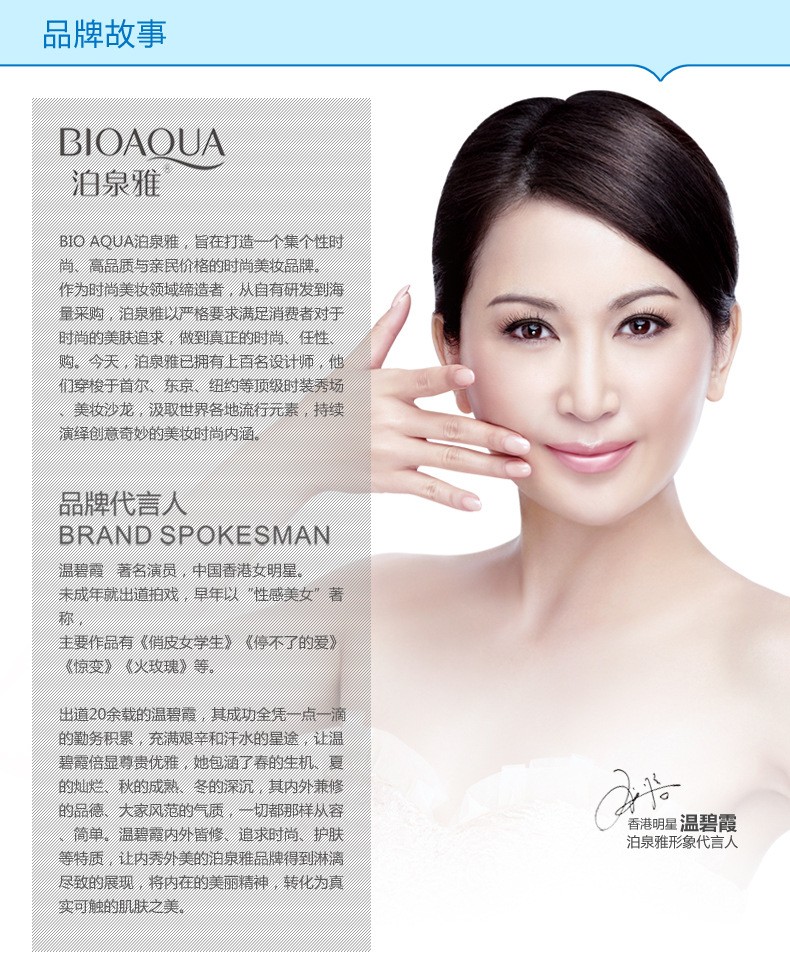 品牌故事
BIOAQUA
泊泉雅®
BIO AQUA泊泉雅，旨在打造一个集个性时
尚、高品质与亲民价格的时尚美妆品牌。
作为时尚美妆领域缔造者，从自有研发到海
量采购，泊泉雅以严格要求满足消费者对于
时尚的美肤追求，做到真正的时尚、任性、
购。今天，泊泉雅已拥有上百名设计师，他
们穿梭于首尔、东京、纽约等顶级时装秀场
、美妆沙龙，汲取世界各地流行元素，持续
演绎创意奇妙的美妆时尚内涵。
品牌代言人
BRAND SPOKESMAN
温碧霞 著名演员，中国香港女明星。
未成年就出道拍戏，早年以“性感美女”著
称，
主要作品有《俏皮女学生》《停不了的爱》
《惊变》《火玫瑰》等。
出道20余载的温碧霞，其成功全凭一点一滴
的勤务积累，充满艰辛和汗水的星途，让温
碧霞倍显尊贵优雅，她包涵了春的生机、夏
的灿烂、秋的成熟、冬的深沉，其内外兼修
的品德、大家风范的气质，一切都那样从容
、简单。温碧霞内外皆修、追求时尚、护肤
等特质，让内秀外美的泊泉雅品牌得到淋漓
尽致的展现，将内在的美丽精神，转化为真
实可触的肌肤之美。
香港明星 温碧霞
泊泉雅形象代言人